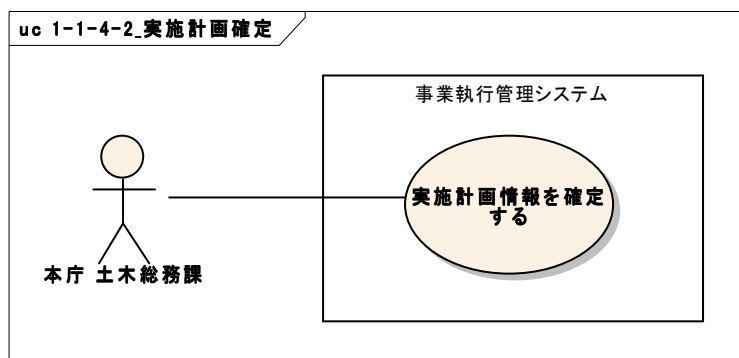 uc 1-1-4-2_実施計画確定
事業執行管理システム
実施計画情報を確定
する
本庁 土木総務課